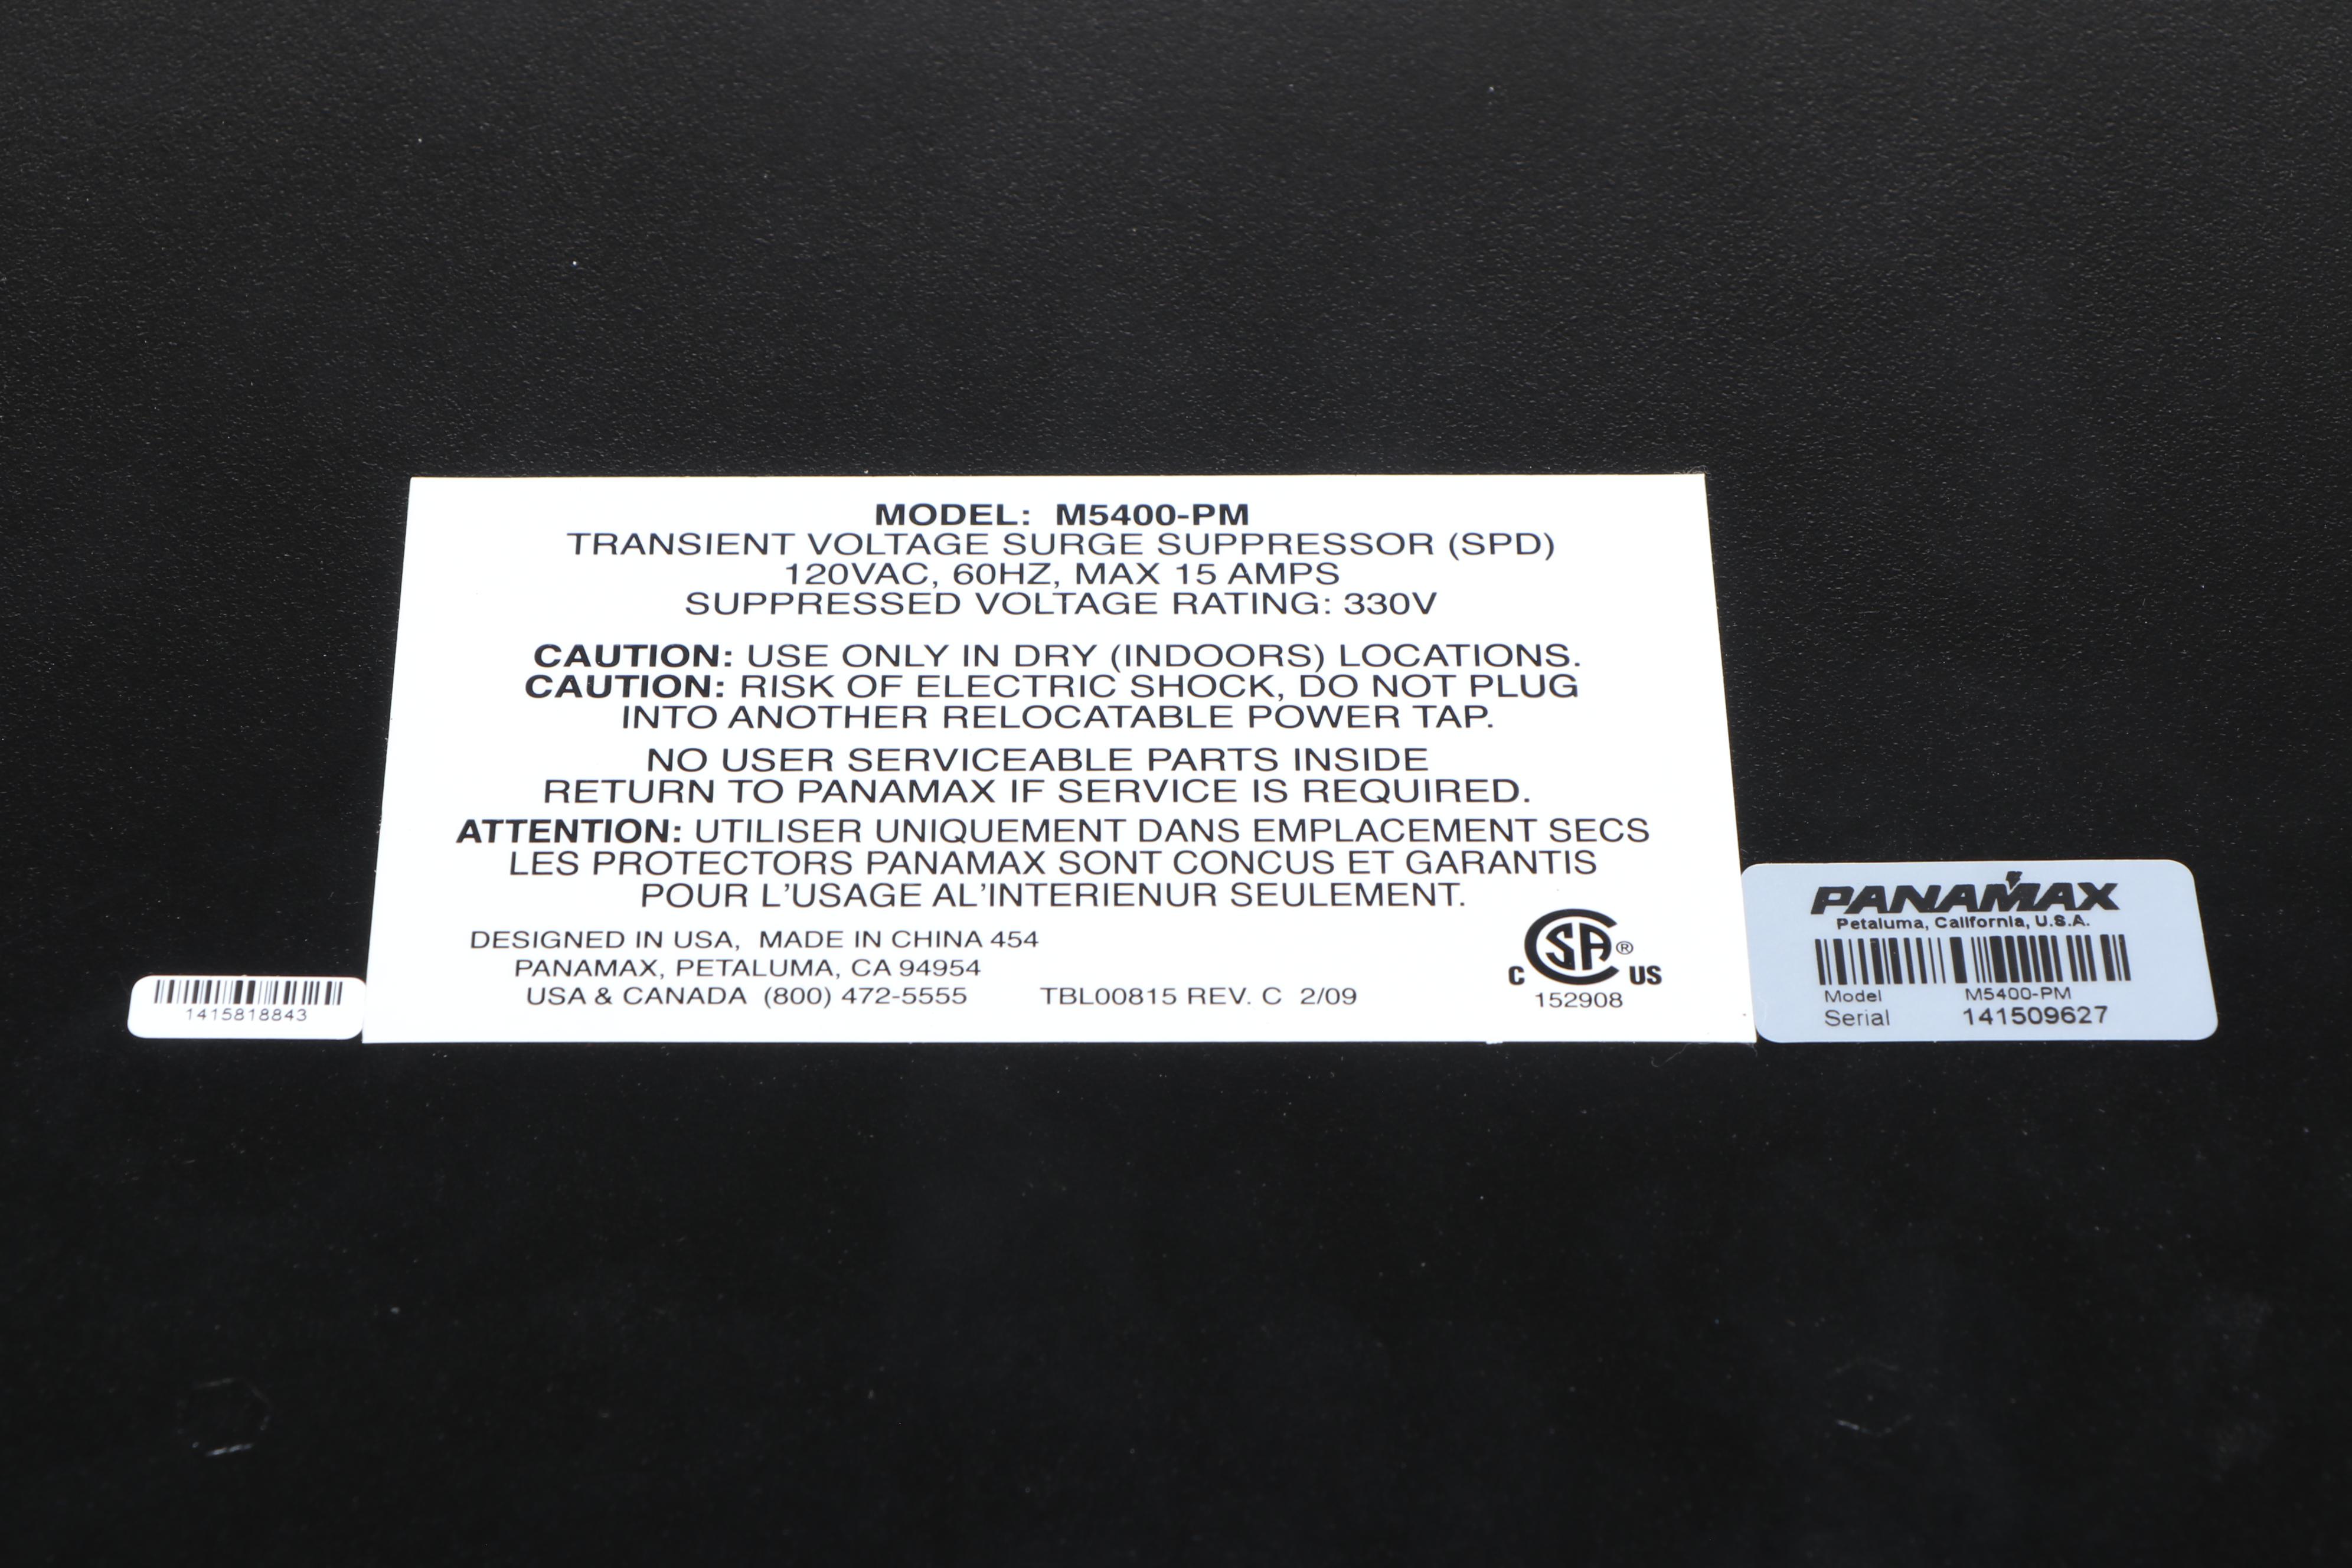 MODEL: M5400-PM
TRANSIENT VOLTAGE SURGE SUPPRESSOR (SPD)
120VAC, 60HZ, MAX 15 AMPS
SUPPRESSED VOLTAGE RATING: 330V
CAUTION: USE ONLY IN DRY (INDOORS) LOCATIONS.
CAUTION: RISK OF ELECTRIC SHOCK, DO NOT PLUG
INTO ANOTHER RELOCATABLE POWER TAP.
NO USER SERVICEABLE PARTS INSIDE
RETURN TO PANAMAX IF SERVICE IS REQUIRED.
ATTENTION: UTILISER UNIQUEMENT DANS EMPLACEMENT SECS
LES PROTECTORS PANAMAX SONT CONCUS ET GARANTIS
POUR L'USAGE AL'INTERIENUR SEULEMENT.
DESIGNED IN USA, MADE IN CHINA 454
PANAMAX, PETALUMA, CA 94954
USA & CANADA (800) 472-5555 TBL00815 REV. C 2/09
C SA ® US
152908
1415818843
PANAMAX
Petaluma, California, U.S.A.
Model M5400-PM
Serial 141509627